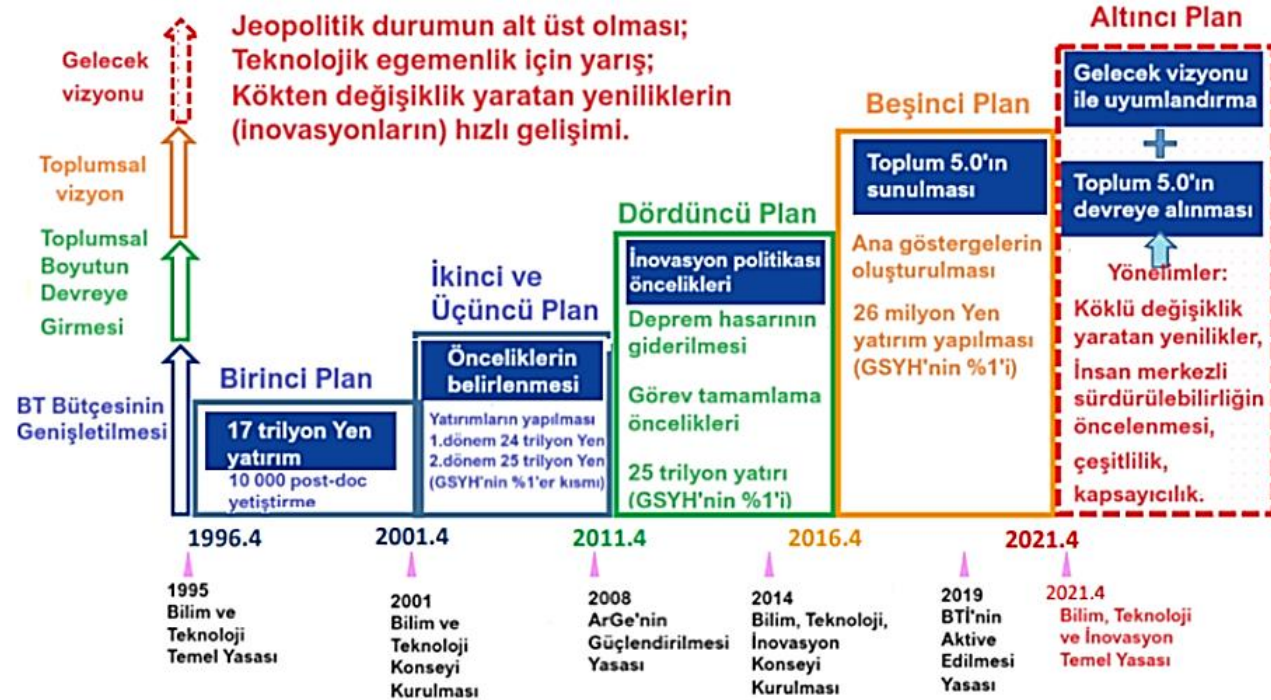 Jeopolitik durumun alt üst olması;
Teknolojik egemenlik için yarış;
Kökten değişiklik yaratan yeniliklerin
(inovasyonların) hızlı gelişimi.
Gelecek
vizyonu
Toplumsal
vizyon
Toplumsal
Boyutun
Devreye
Girmesi
BT Bütçesinin
Genişletilmesi
Birinci Plan
17 trilyon Yen
yatırım
10 000 post-doc
yetiştirme
İkinci ve
Üçüncü Plan
Önceliklerin
belirlenmesi
Yatırımların yapılması
1.dönem 24 trilyon Yen
2.dönem 25 trilyon Yen
(GSYH'nin %1'er kısmı)
Dördüncü Plan
İnovasyon politikası
öncelikleri
Deprem hasarının
giderilmesi
Görev tamamlama
öncelikleri
25 trilyon yatırı
(GSYH'nin %1'i)
Beşinci Plan
Toplum 5.0'ın
sunulması
Ana göstergelerin
oluşturulması
26 milyon Yen
yatırım yapılması
(GSYH'nin %1'i)
Altıncı Plan
Gelecek vizyonu
ile uyumlandırma
+
Toplum 5.0'ın
devreye alınması
Yönelimler:
Köklü değişiklik
yaratan yenilikler,
İnsan merkezli
sürdürülebilirliğin
öncelenmesi,
çeşitlilik,
kapsayıcılık.
1996.4
2001.4
2011.4
2016.4
2021.4
1995
Bilim ve
Teknoloji
Temel Yasası
2001
Bilim ve
Teknoloji
Konseyi
Kurulması
2008
ArGe'nin
Güçlendirilmesi
Yasası
2014
Bilim, Teknoloji,
İnovasyon
Konseyi
Kurulması
2019
BTİ'nin
Aktive
Edilmesi
Yasası
2021.4
Bilim, Teknoloji
ve İnovasyon
Temel Yasası